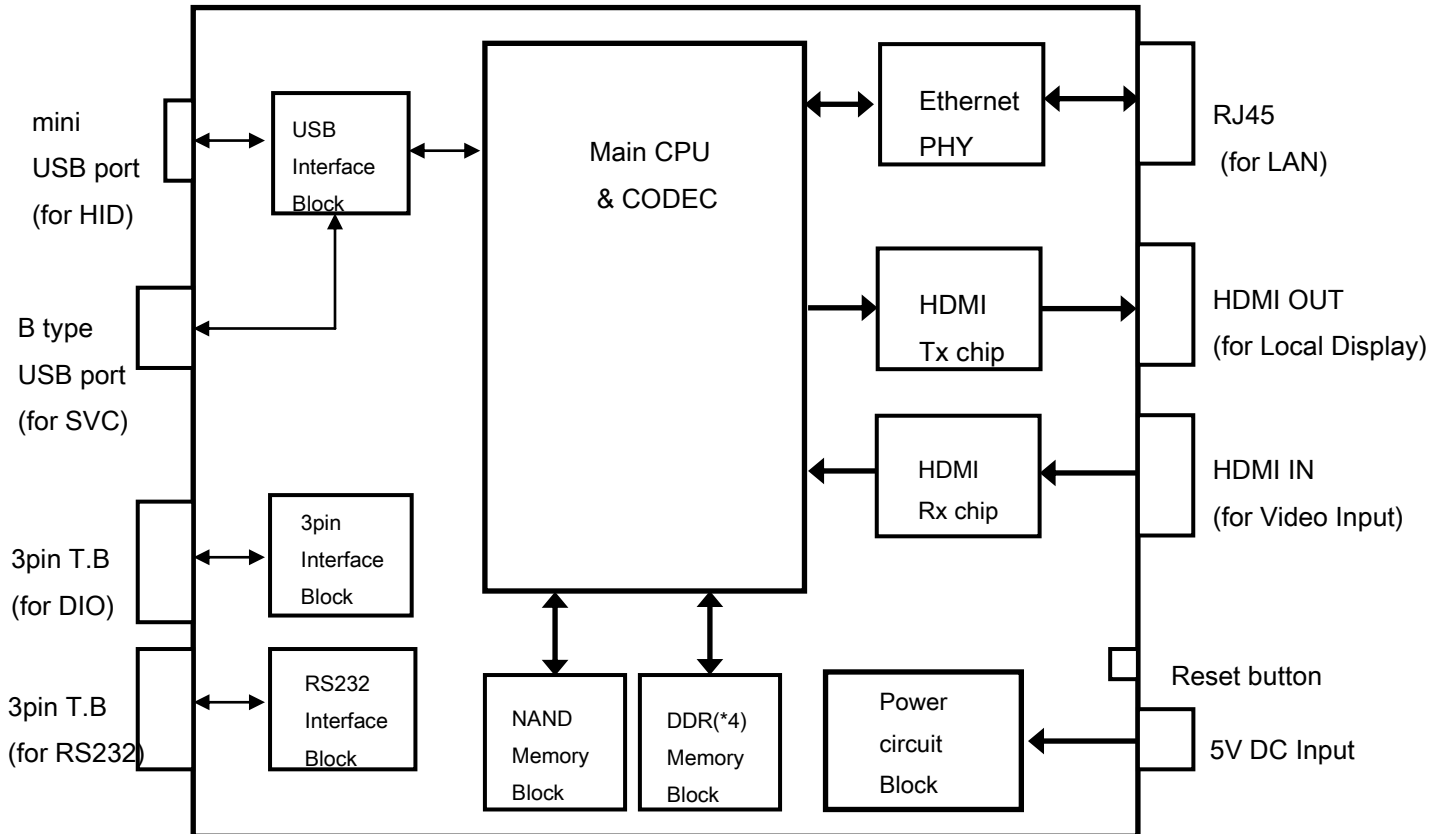 mini
USB port
(for HID)
B type
USB port
(for SVC)
3pin T.B
(for DIO)
3pin T.B
(for RS232)
USB
Interface
Block
3pin
Interface
Block
RS232
Interface
Block
Main CPU
& CODEC
NAND
Memory
Block
DDR(*4)
Memory
Block
Ethernet
PHY
HDMI
Tx chip
HDMI
Rx chip
Power
circuit
Block
RJ45
(for LAN)
HDMI OUT
(for Local Display)
HDMI IN
(for Video Input)
Reset button
5V DC Input